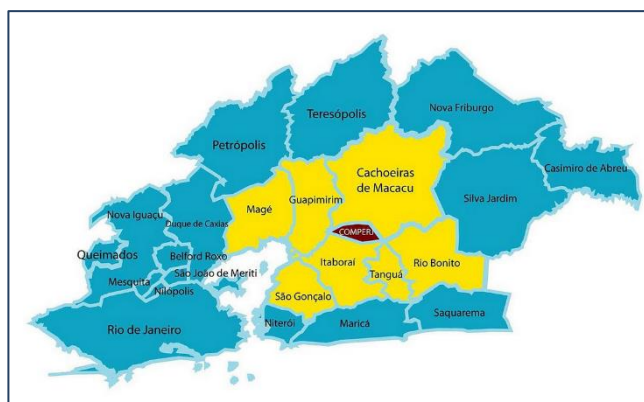 Teresópolis
Nova Friburgo
Petrópolis
Casimiro de Abreu
Cachoeiras
de Macacu
Guapimirim
Silva Jardim
Magé
Nova Iguaçu
Duque de Caxias
COMPERJ
Queimados
Belford Roxo
Itaboraí
Rio Bonito
São João de Meriti
Tanguá
Mesquita
Nilópolis
São Gonçalo
Saquarema
Niterói
Maricá
Rio de Janeiro